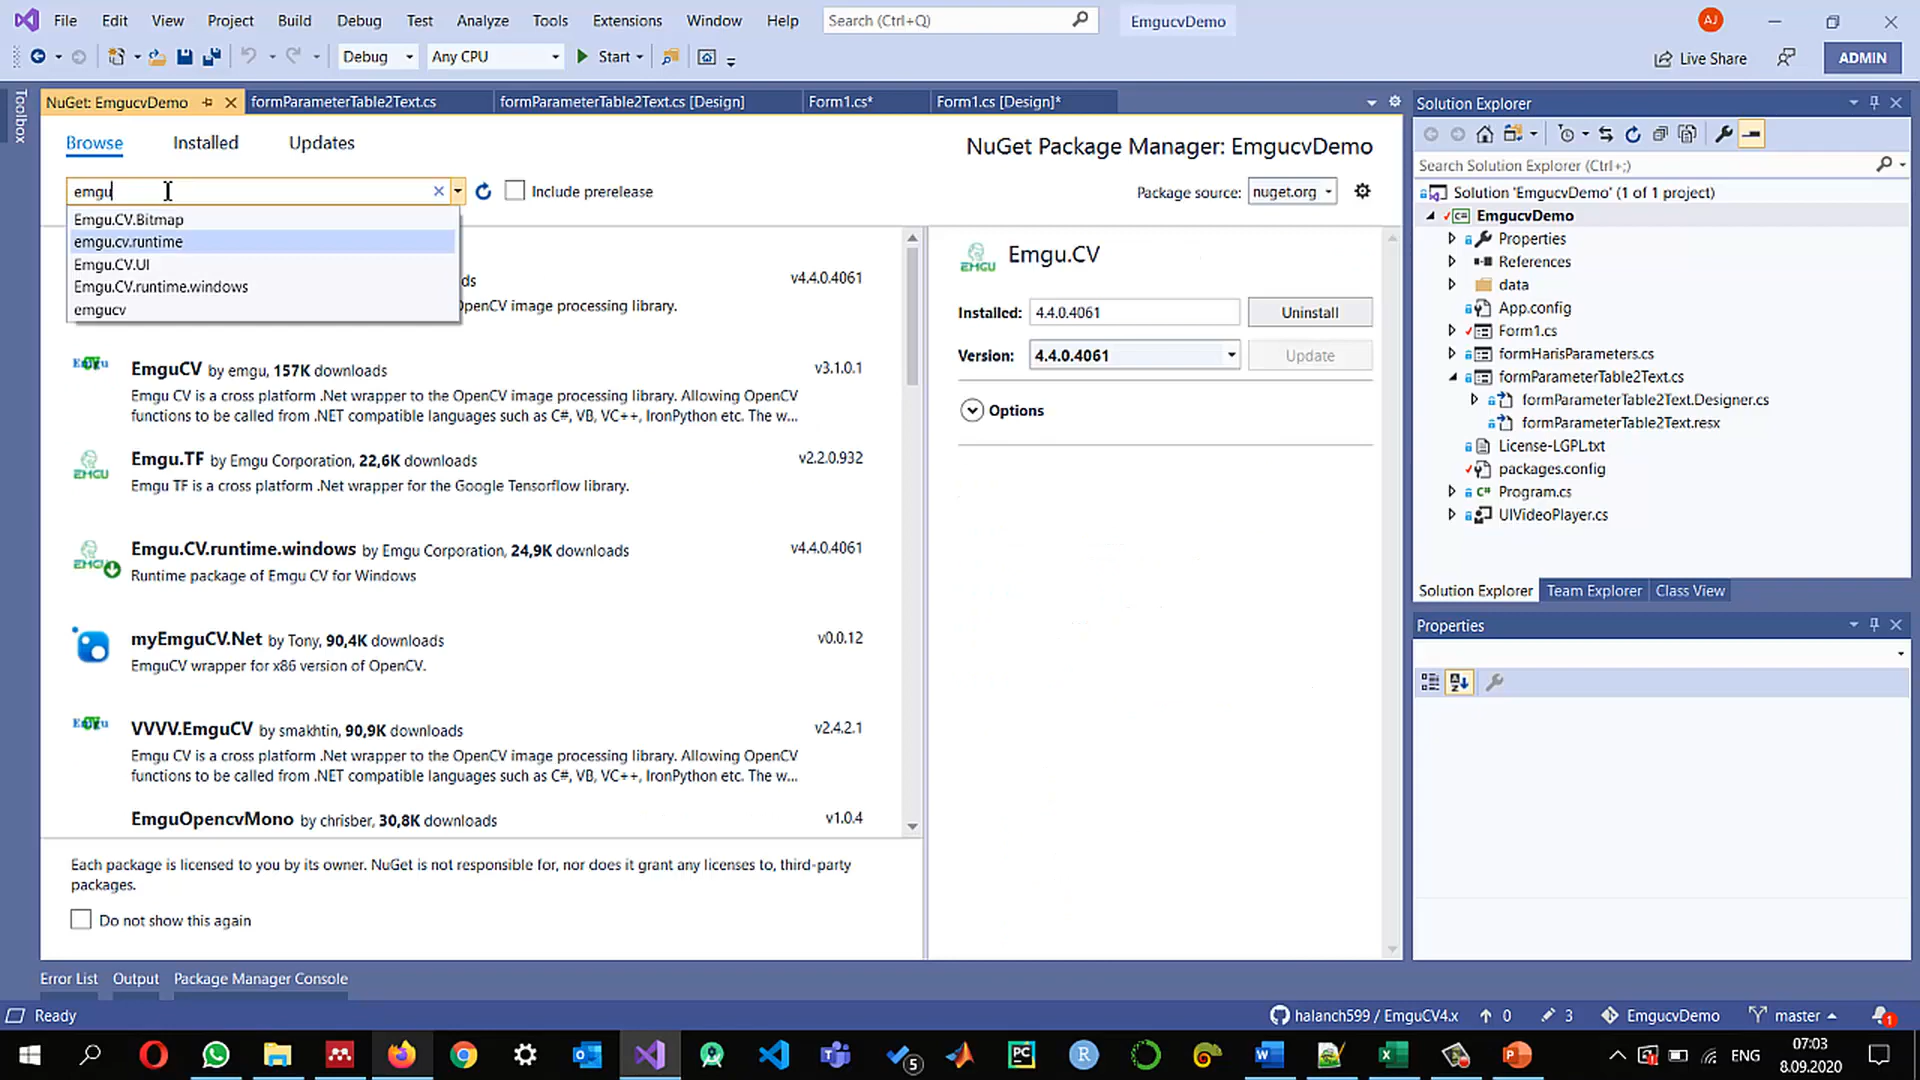 File Edit View Project Build Debug Test Analyze Tools Extensions Window Help Search (Ctrl+Q) EmgucvDemo AJ
Debug Any CPU Start Live Share ADMIN
Toolbox
NuGet: EmgucvDemo formParameterTable2Text.cs formParameterTable2Text.cs [Design] Form1.cs* Form1.cs [Design]*
Browse Installed Updates
NuGet Package Manager: EmgucvDemo
emgu Include prerelease Package source: nuget.org
Emgu.CV.Bitmap
emgu.cv.runtime
Emgu.CV.UI
Emgu.CV.runtime.windows
emgucv
ds v4.4.0.4061
penCV image processing library.
EmguCV by emgu, 157K downloads v3.1.0.1
Emgu CV is a cross platform .Net wrapper to the OpenCV image processing library. Allowing OpenCV
functions to be called from .NET compatible languages such as C#, VB, VC++, IronPython etc. The w...
Emgu.TF by Emgu Corporation, 22,6K downloads v2.2.0.932
Emgu TF is a cross platform .Net wrapper for the Google Tensorflow library.
Emgu.CV.runtime.windows by Emgu Corporation, 24,9K downloads v4.4.0.4061
Runtime package of Emgu CV for Windows
myEmguCV.Net by Tony, 90,4K downloads v0.0.12
EmguCV wrapper for x86 version of OpenCV.
VVVV.EmguCV by smakhtin, 90,9K downloads v2.4.2.1
Emgu CV is a cross platform .Net wrapper to the OpenCV image processing library. Allowing OpenCV
functions to be called from .NET compatible languages such as C#, VB, VC++, IronPython etc. The w...
EmguOpencvMono by chrisber, 30,8K downloads v1.0.4
Each package is licensed to you by its owner. NuGet is not responsible for, nor does it grant any licenses to, third-party
packages.
Do not show this again
EMGU Emgu.CV
Installed: 4.4.0.4061 Uninstall
Version: 4.4.0.4061 Update
Options
Solution Explorer
Search Solution Explorer (Ctrl+;)
Solution 'EmgucvDemo' (1 of 1 project)
EmgucvDemo
Properties
References
data
App.config
Form1.cs
formHarisParameters.cs
formParameterTable2Text.cs
formParameterTable2Text.Designer.cs
formParameterTable2Text.resx
License-LGPL.txt
packages.config
Program.cs
UIVideoPlayer.cs
Solution Explorer Team Explorer Class View
Properties
Error List Output Package Manager Console
Ready halanch599 / EmguCV4.x 0 3 EmgucvDemo master 1
5 ENG 07:03
8.09.2020